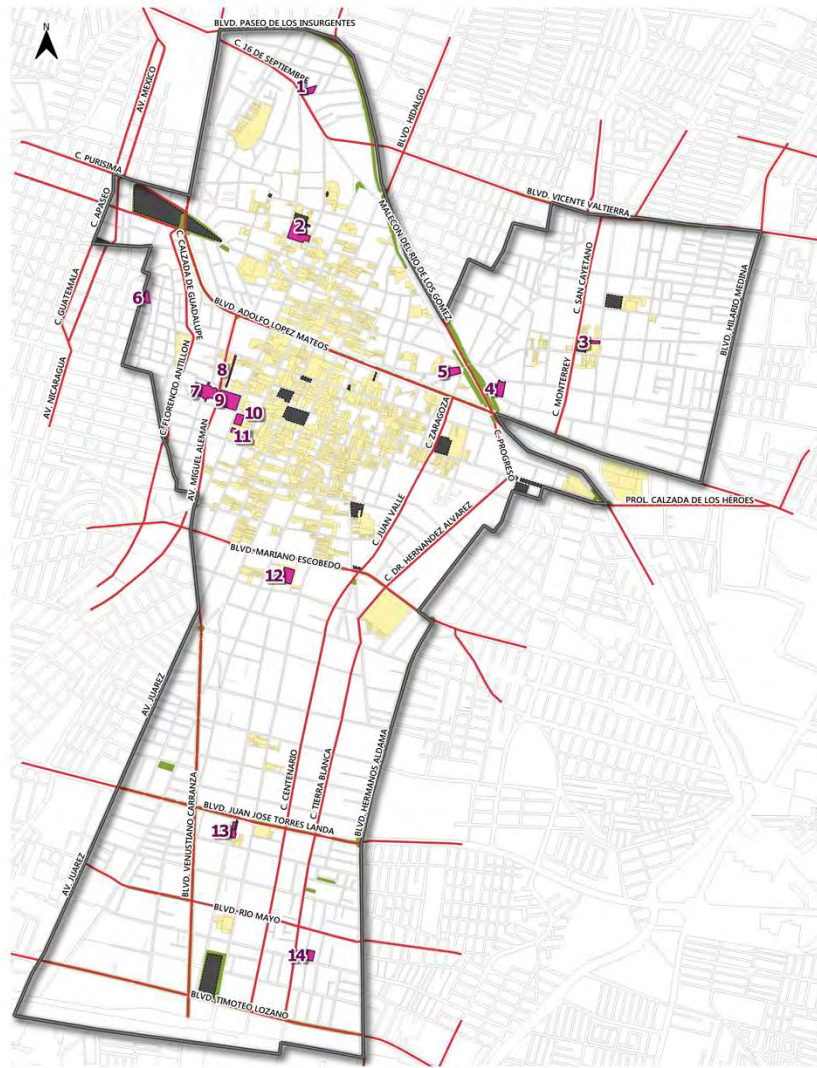 N
BLVD. PASEO DE LOS INSURGENTES
C. 16 DE SEPTIEMBRE
1
AV. MEXICO
BLVD. HIDALGO
C. PURISIMA
C. APASEO
BLVD. VICENTE VALTIERRA
MALECON DEL RIO DE LOS GOMEZ
2
C. CALZADA DE GUADALUPE
C. SAN CAYETANO
BLVD. HILARIO MEDINA
C. GUATEMALA
6
BLVD. ADOLFO LOPEZ MATEOS
3
AV. NICARAGUA
C. FLORENCIO ANTILLON
8
5
4
C. MONTERREY
7
9
10
11
AV. MIGUEL ALEMAN
C. ZARAGOZA
C. PROGRESO
PROL. CALZADA DE LOS HÉROES
C. JUAN VALLE
C. DR. HERNANDEZ ALVAREZ
BLVD. MARIANO ESCOBEDO
12
AV. JUAREZ
C. CENTENARIO
C. TIERRA BLANCA
BLVD. HERMANOS ALDAMA
BLVD. VENUSTIANO CARRANZA
BLVD. JUAN JOSE TORRES LANDA
13
AV. JUAREZ
BLVD. RIO MAYO
14
BLVD. TIMOTEO LOZANO